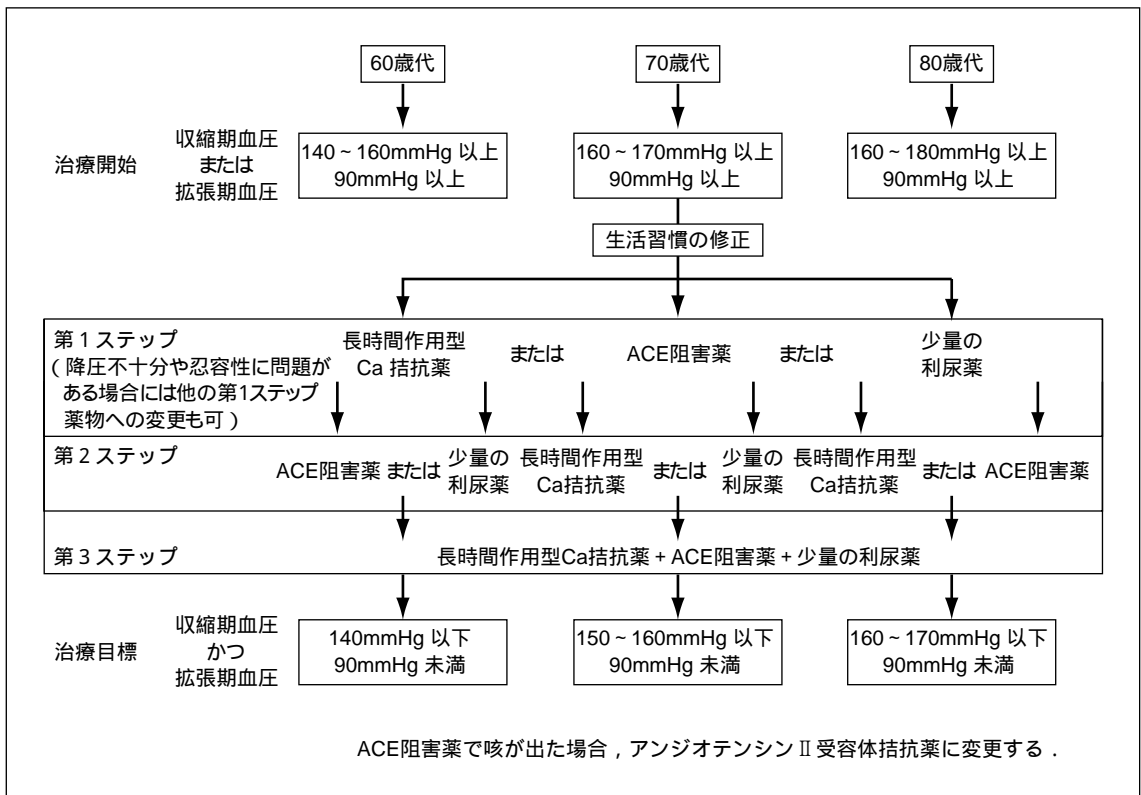 60歳代 70歳代 80歳代
治療開始
収縮期血圧
または
拡張期血圧
140~160mmHg 以上
90mmHg 以上
160~170mmHg 以上
90mmHg 以上
160~180mmHg 以上
90mmHg 以上
生活習慣の修正
第1ステップ
(降圧不十分や忍容性に問題が
ある場合には他の第1ステップ
薬物への変更も可)
長時間作用型
Ca 拮抗薬
または
ACE阻害薬
または
少量の
利尿薬
第2ステップ
ACE阻害薬 または
少量の
利尿薬
長時間作用型
Ca拮抗薬
または
少量の
利尿薬
長時間作用型
Ca拮抗薬
または ACE阻害薬
第3ステップ
長時間作用型Ca拮抗薬+ACE阻害薬+少量の利尿薬
治療目標
収縮期血圧
かつ
拡張期血圧
140mmHg 以下
90mmHg 未満
150~160mmHg 以下
90mmHg 未満
160~170mmHg 以下
90mmHg 未満
ACE阻害薬で咳が出た場合,アンジオテンシンⅡ受容体拮抗薬に変更する.